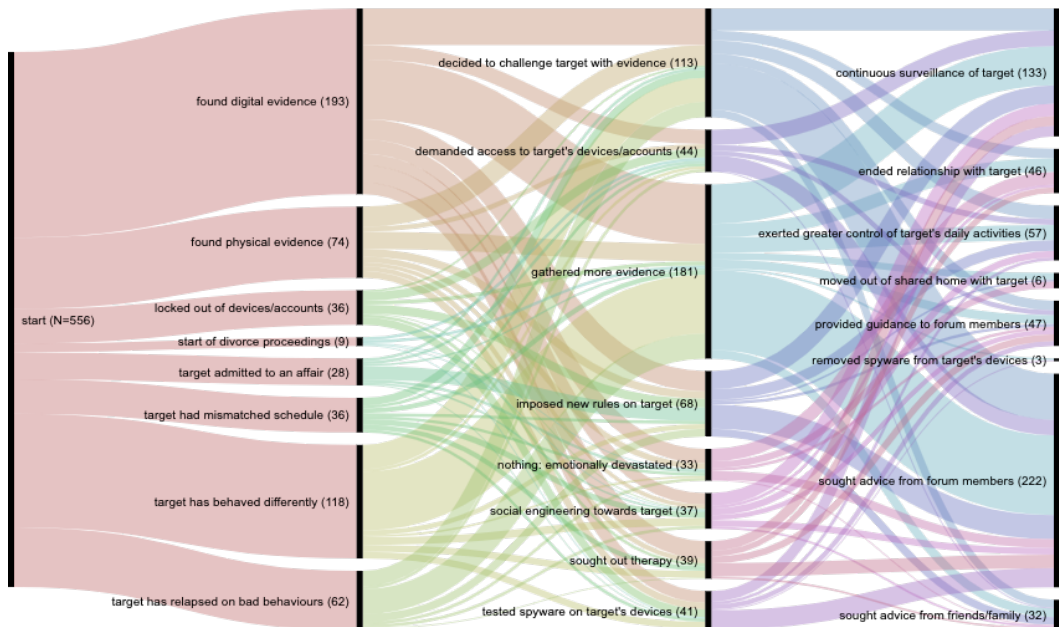 start (N=556)
found digital evidence (193)
found physical evidence (74)
locked out of devices/accounts (36)
start of divorce proceedings (9)
target admitted to an affair (28)
target had mismatched schedule (36)
target has behaved differently (118)
target has relapsed on bad behaviours (62)
decided to challenge target with evidence (113)
demanded access to target's devices/accounts (44)
gathered more evidence (181)
imposed new rules on target (68)
nothing: emotionally devastated (33)
social engineering towards target (37)
sought out therapy (39)
tested spyware on target's devices (41)
continuous surveillance of target (133)
ended relationship with target (46)
exerted greater control of target's daily activities (57)
moved out of shared home with target (6)
provided guidance to forum members (47)
removed spyware from target's devices (3)
sought advice from forum members (222)
sought advice from friends/family (32)